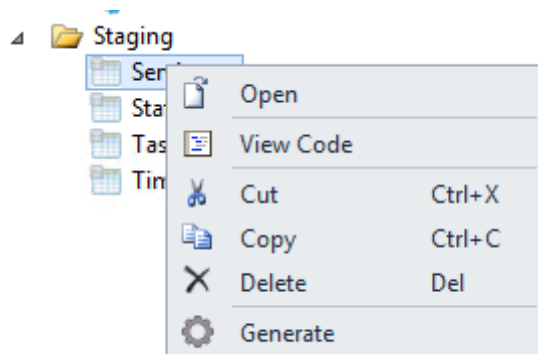 Staging
Open
View Code
Cut Ctrl+X
Copy Ctrl+C
Delete Del
Generate